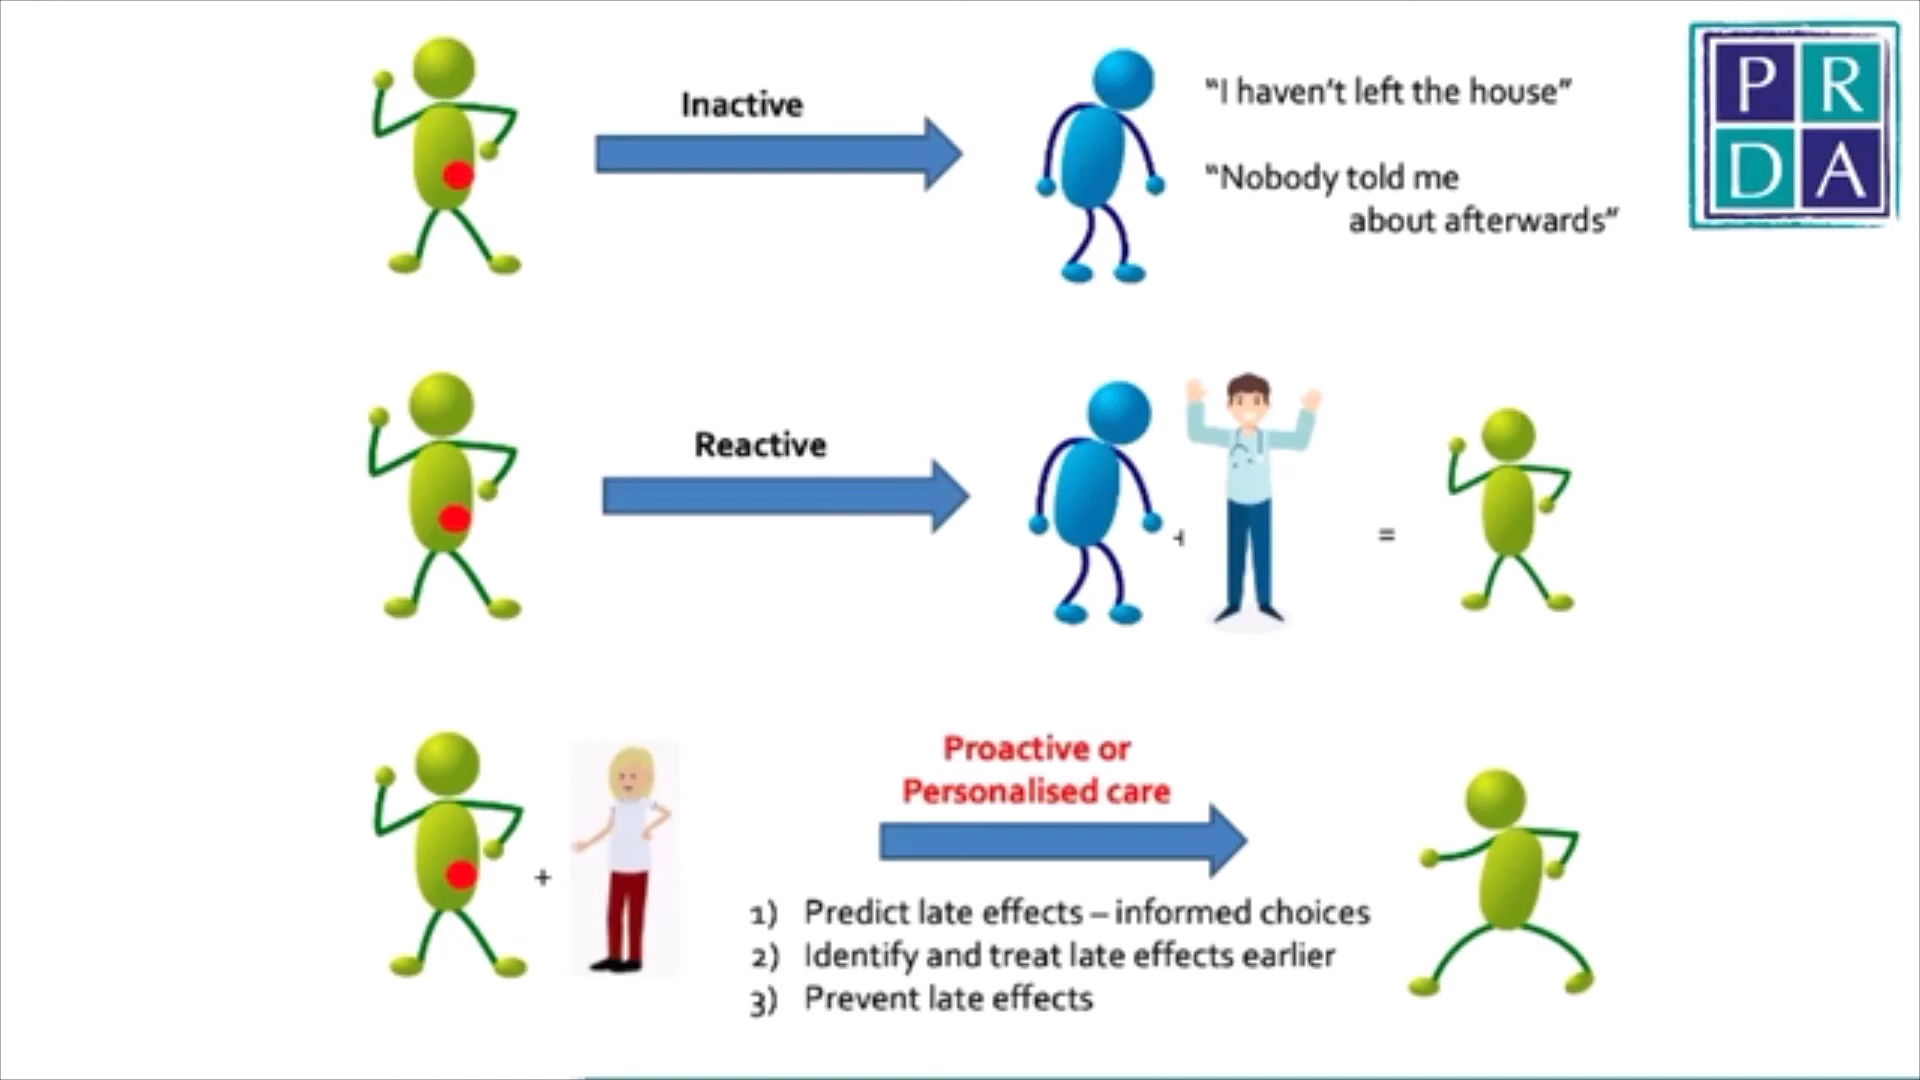 Inactive
“I haven’t left the house”
“Nobody told me
about afterwards”
P R
D A
Reactive
+ =
Proactive or
Personalised care
+
1) Predict late effects – informed choices
2) Identify and treat late effects earlier
3) Prevent late effects